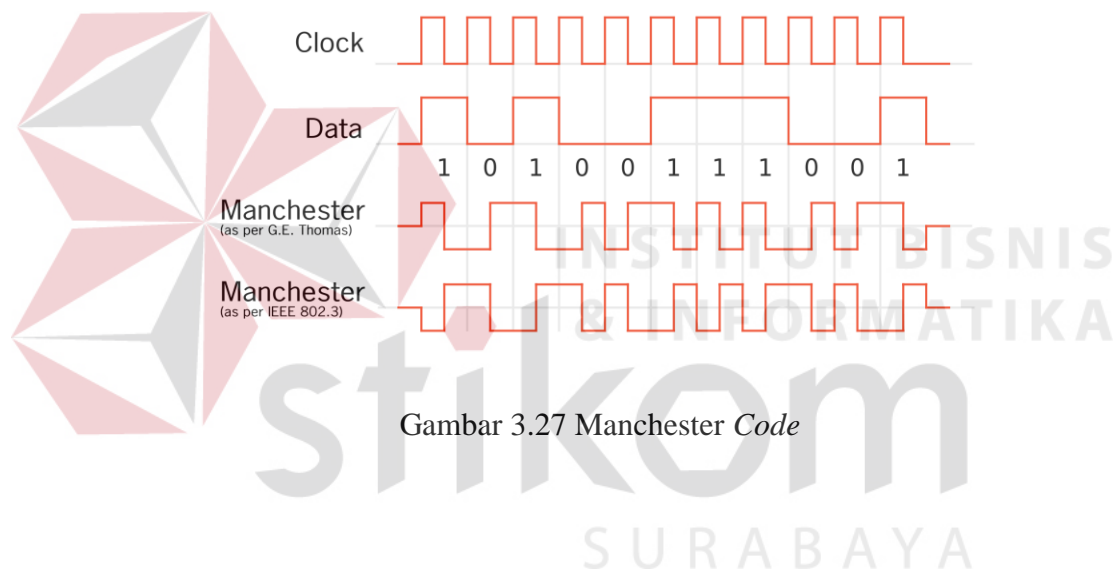 Clock
Data
1 0 1 0 0 1 1 1 0 0 1
Manchester
(as per G.E. Thomas)
Manchester
(as per IEEE 802.3)
INSTITUT BISNIS
& INFORMATIKA
stikom
SURABAYA
Gambar 3.27 Manchester Code